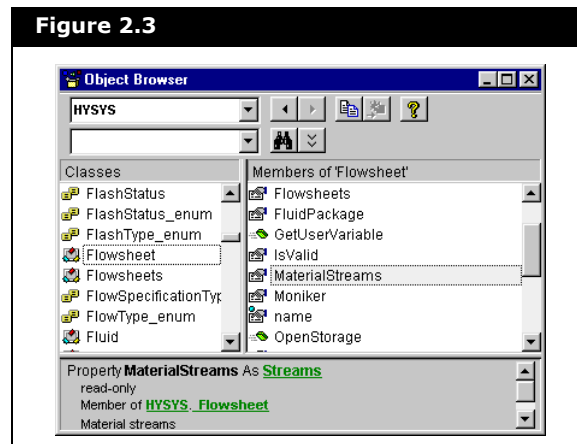 Figure 2.3
Object Browser
HYSYS
Classes
FlashStatus
FlashStatus_enum
FlashType_enum
Flowsheet
Flowsheets
FlowSpecificationTyp
FlowType_enum
Fluid
Members of 'Flowsheet'
Flowsheets
FluidPackage
GetUserVariable
IsValid
MaterialStreams
Moniker
name
OpenStorage
Property MaterialStreams As Streams
read-only
Member of HYSYS._Flowsheet
Material streams